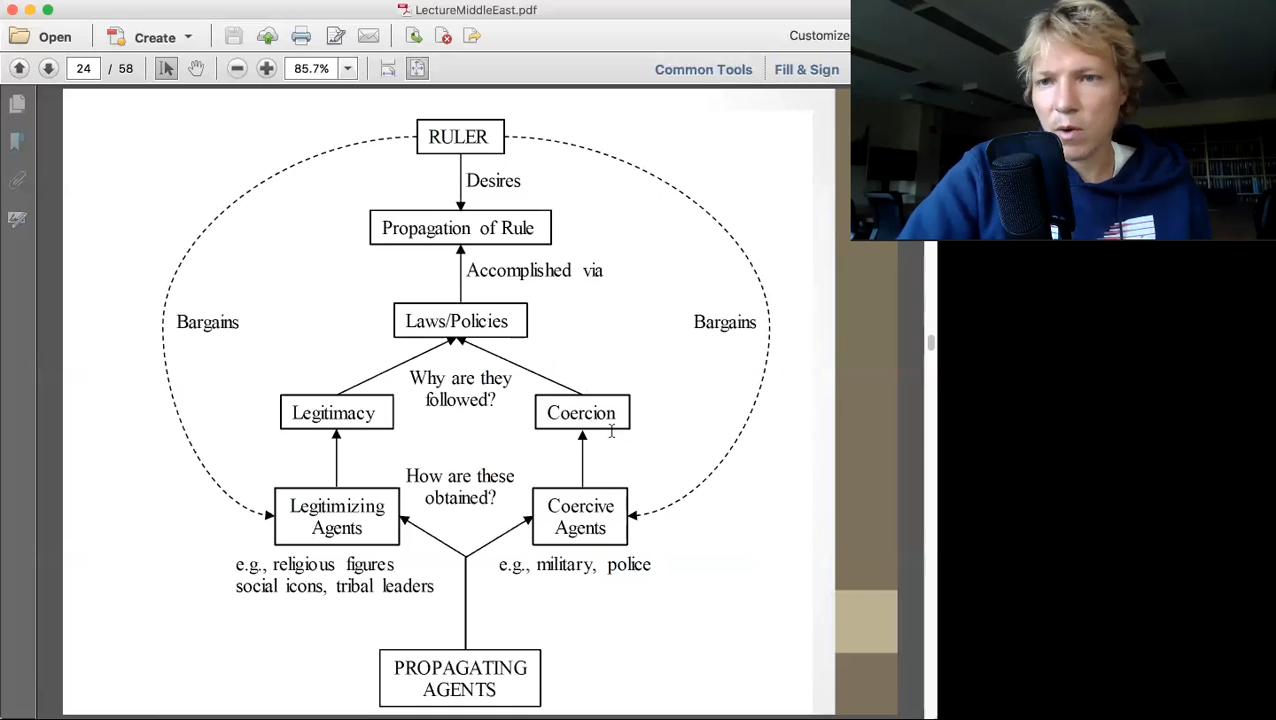 LectureMiddleEast.pdf
Open
Create
Customize
24 / 58
85.7%
Common Tools
Fill & Sign
RULER
Desires
Propagation of Rule
Accomplished via
Bargains
Laws/Policies
Bargains
Why are they
followed?
Legitimacy
Coercion
How are these
obtained?
Legitimizing
Agents
Coercive
Agents
e.g., religious figures
social icons, tribal leaders
e.g., military, police
PROPAGATING
AGENTS